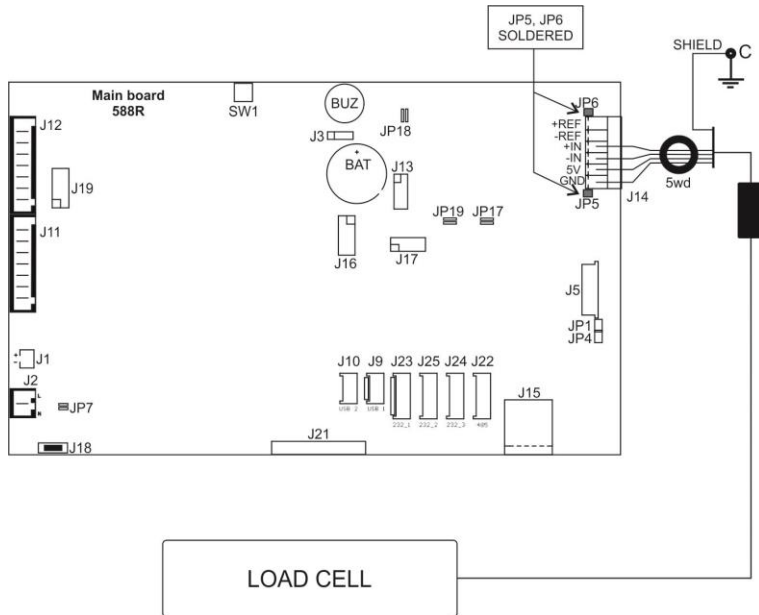 JP5, JP6
SOLDERED
SHIELD
C
Main board
588R
SW1
BUZ
JP18
J3
BAT
+
J13
J12
J19
J11
J16
J17
JP19
JP17
JP6
+REF
-REF
+IN
-IN
5V
GND
JP5
J14
5wd
J5
JP1
JP4
+
-
J1
J2
L
N
JP7
J18
J10
J9
J23
J25
J24
J22
USB 2
USB 1
232_1
232_2
232_3
485
J15
J21
LOAD CELL